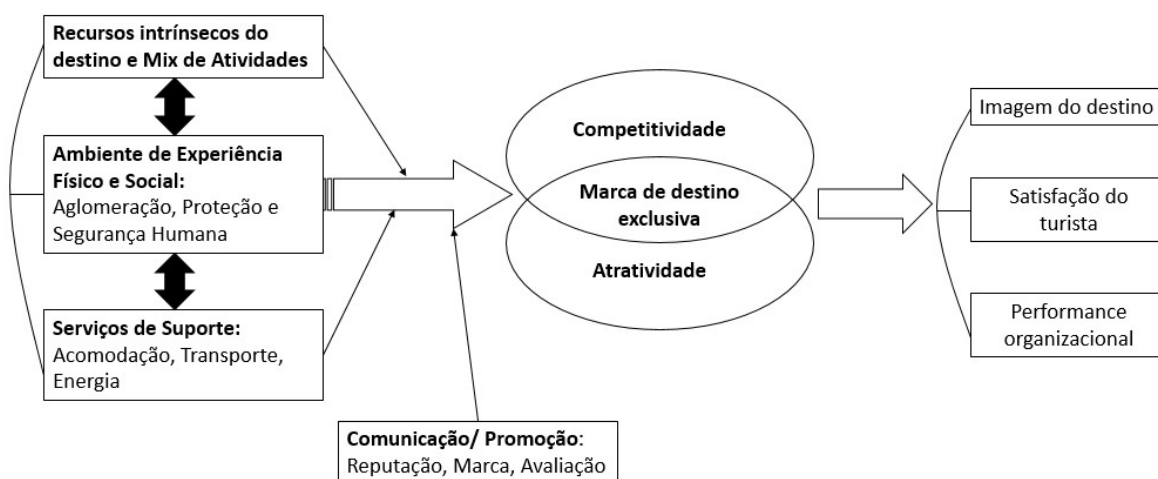 Recursos intrínsecos do
destino e Mix de Atividades
Ambiente de Experiência
Físico e Social:
Aglomeração, Proteção e
Segurança Humana
Serviços de Suporte:
Acomodação, Transporte,
Energia
Comunicação/ Promoção:
Reputação, Marca, Avaliação
Competitividade
Marca de destino
exclusiva
Atratividade
Imagem do destino
Satisfação do
turista
Performance
organizacional